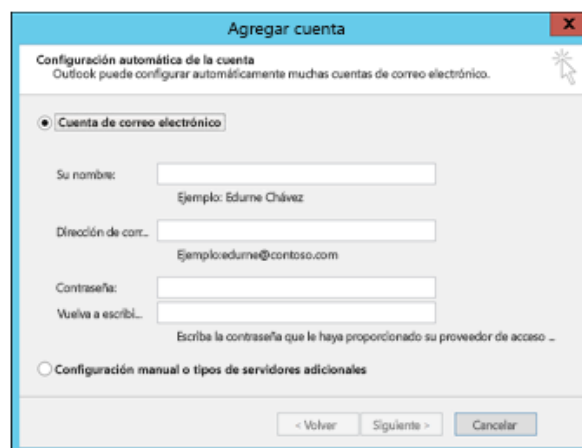 Agregar cuenta
X
Configuración automática de la cuenta
Outlook puede configurar automáticamente muchas cuentas de correo electrónico.
Cuenta de correo electrónico
Su nombre:
Ejemplo: Edurne Chávez
Dirección de corr...
Ejemplo:edurne@contoso.com
Contraseña:
Vuelva a escribi...
Escriba la contraseña que le haya proporcionado su proveedor de acceso ...
Configuración manual o tipos de servidores adicionales
< Volver Siguiente > Cancelar